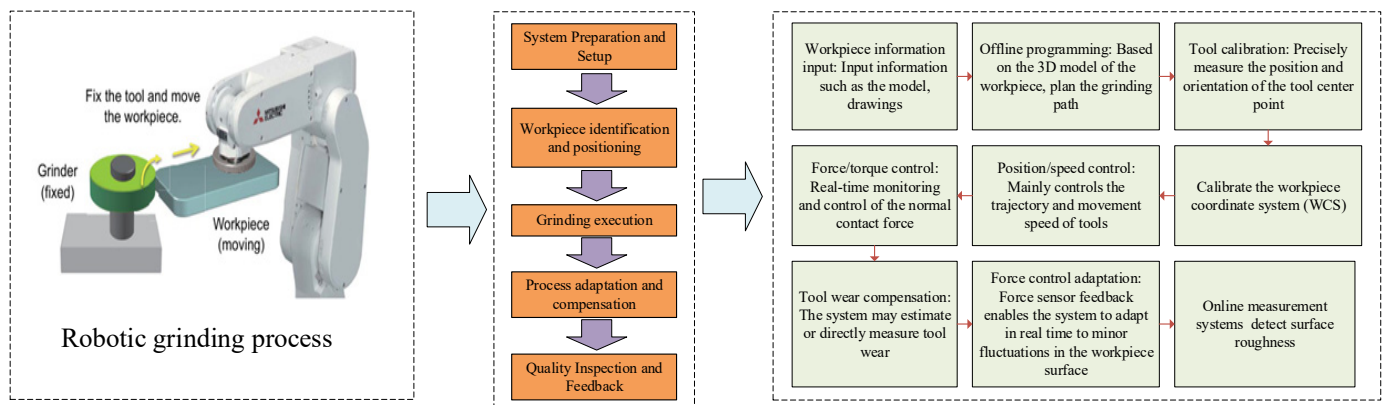 Fix the tool and move
the workpiece.
MITSUBISHI
ELECTRIC
Grinder
(fixed)
Workpiece
(moving)
Robotic grinding process
System Preparation and
Setup
Workpiece identification
and positioning
Grinding execution
Process adaptation and
compensation
Quality Inspection and
Feedback
Workpiece information
input: Input information
such as the model,
drawings
Offline programming: Based
on the 3D model of the
workpiece, plan the grinding
path
Tool calibration: Precisely
measure the position and
orientation of the tool center
point
Force/torque control:
Real-time monitoring
and control of the normal
contact force
Position/speed control:
Mainly controls the
trajectory and movement
speed of tools
Calibrate the workpiece
coordinate system (WCS)
Tool wear compensation:
The system may estimate
or directly measure tool
wear
Force control adaptation:
Force sensor feedback
enables the system to adapt
in real time to minor
fluctuations in the workpiece
surface
Online measurement
systems detect surface
roughness